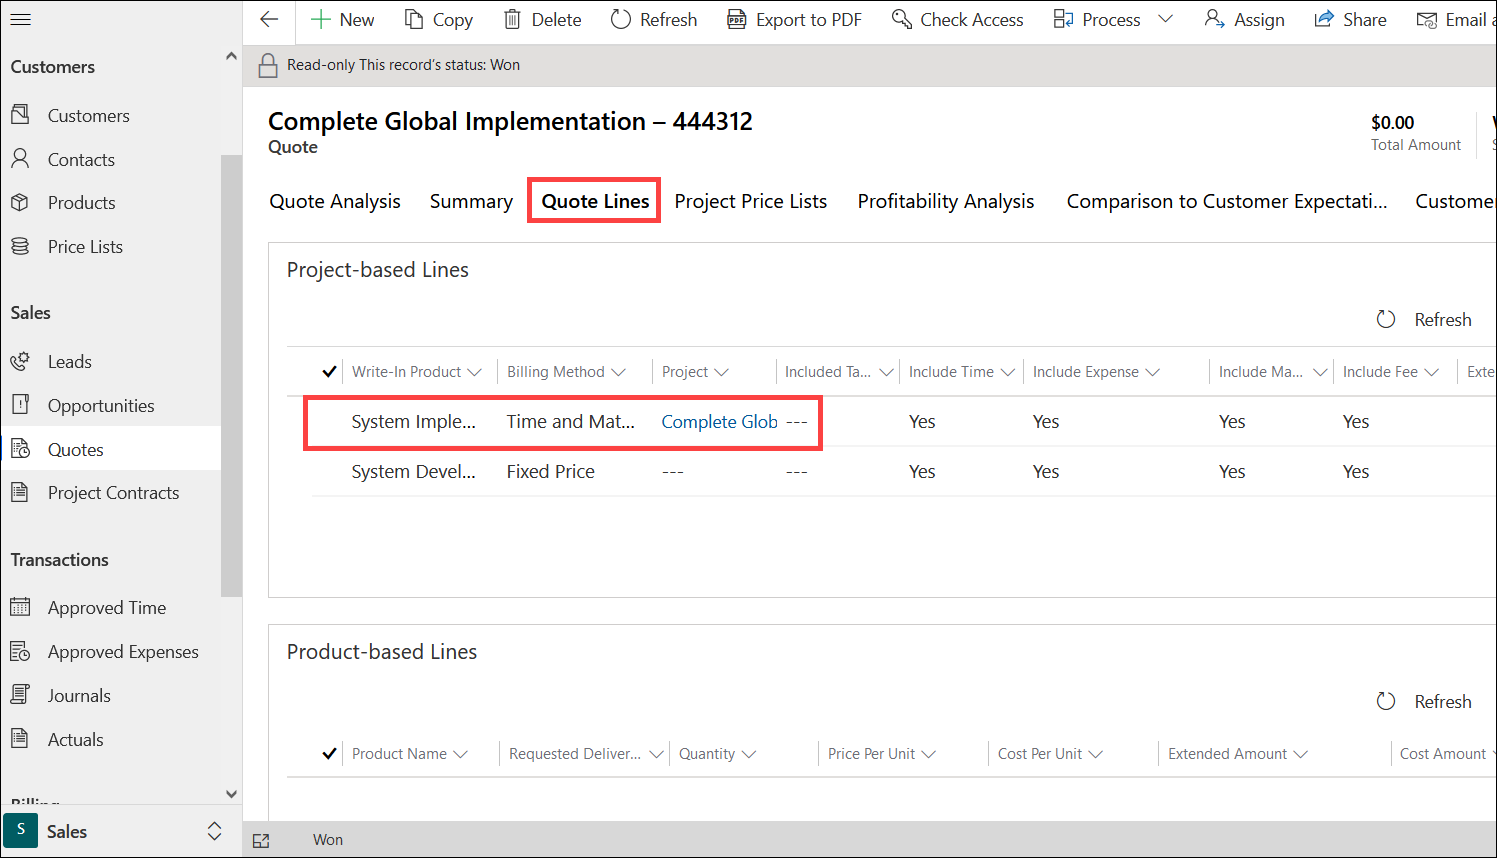 New Copy Delete Refresh Export to PDF Check Access Process Assign Share Email
Read-only This record's status: Won
Complete Global Implementation – 444312
Quote
$0.00
Total Amount
Quote Analysis Summary Quote Lines Project Price Lists Profitability Analysis Comparison to Customer Expectati... Customer
Customers
Customers
Contacts
Products
Price Lists
Sales
Leads
Opportunities
Quotes
Project Contracts
Transactions
Approved Time
Approved Expenses
Journals
Actuals
Billing
S Sales
Project-based Lines
Refresh
Write-In Product Billing Method Project Included Ta... Include Time Include Expense Include Ma... Include Fee Exte
System Imple... Time and Mat... Complete Glob --- Yes Yes Yes Yes
System Devel... Fixed Price --- --- Yes Yes Yes Yes
Product-based Lines
Refresh
Product Name Requested Deliver... Quantity Price Per Unit Cost Per Unit Extended Amount Cost Amount
Won